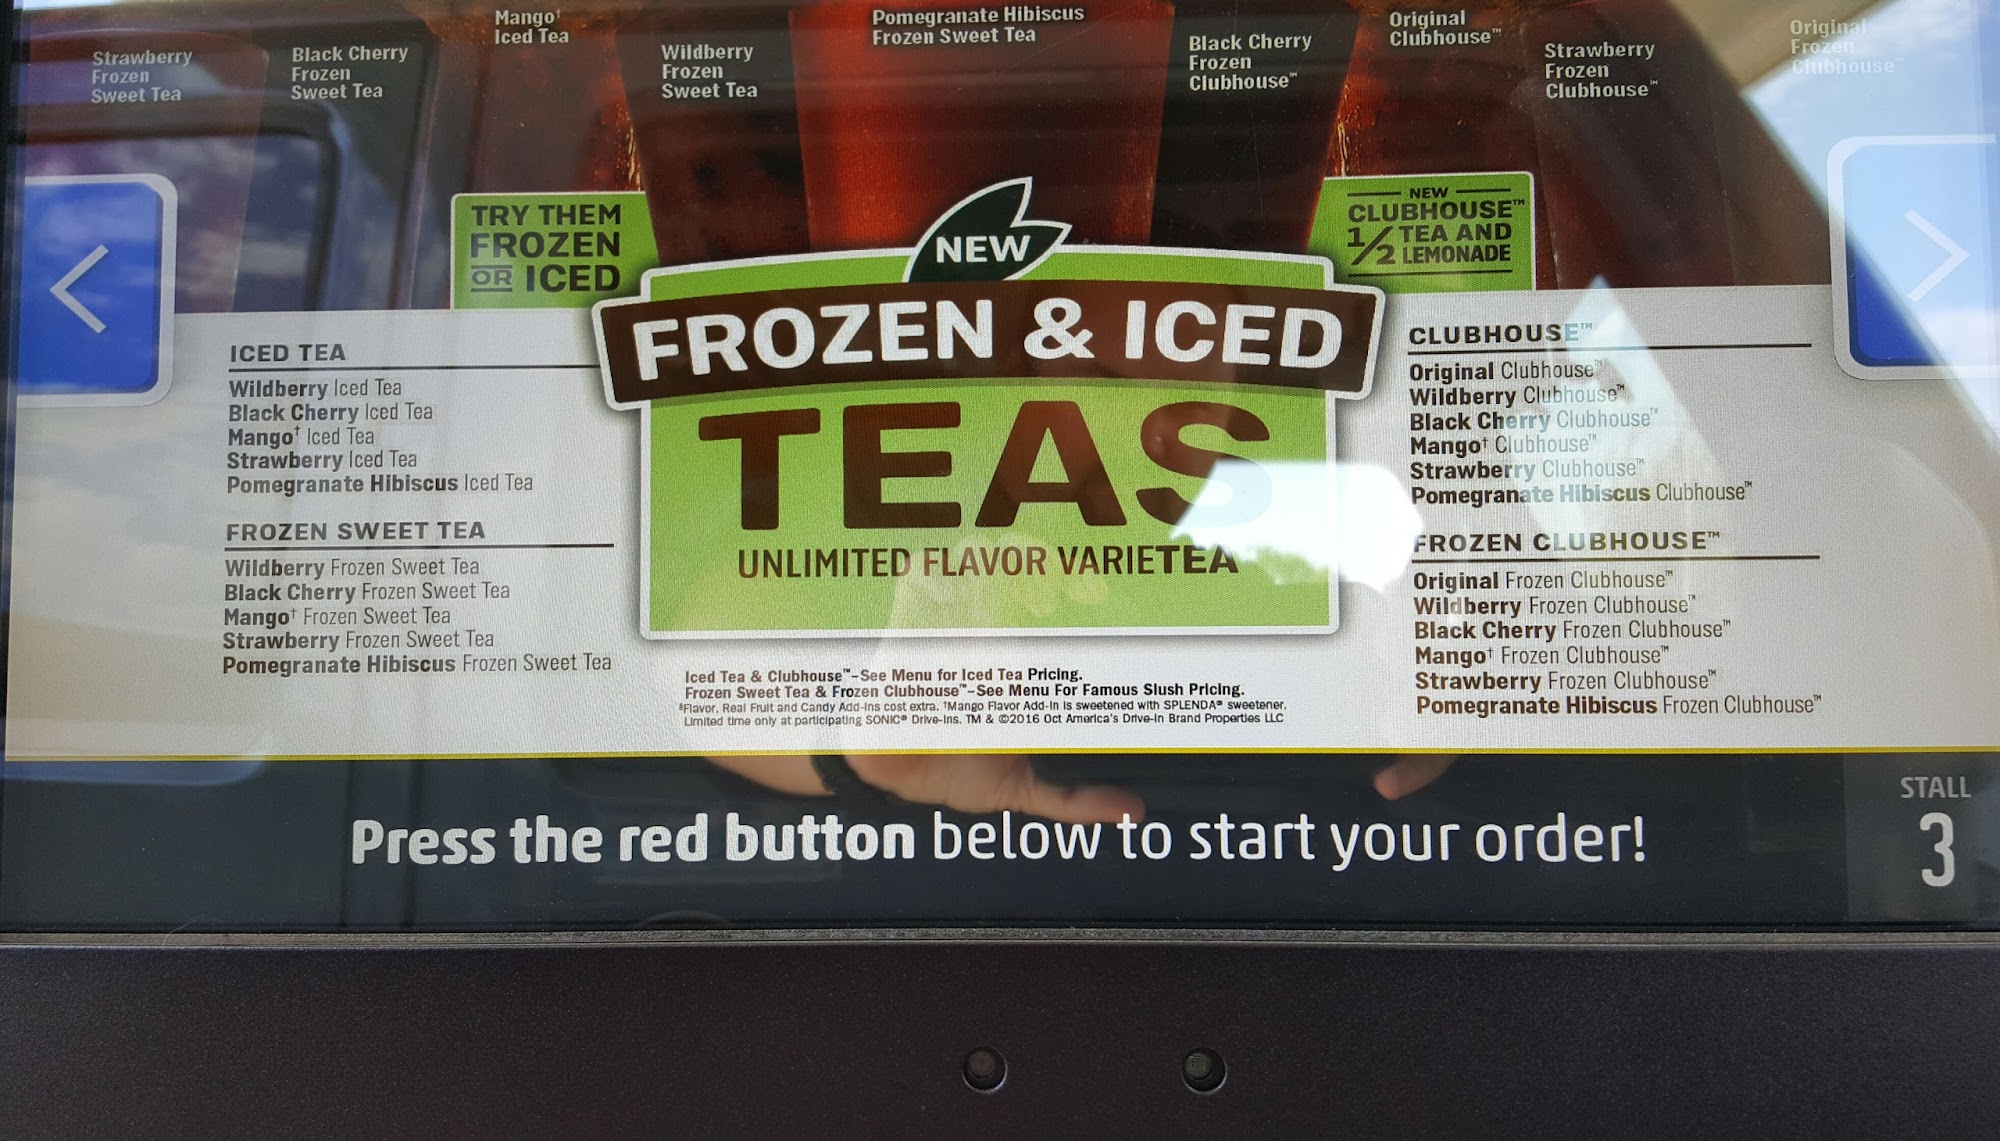 Strawberry
Frozen
Sweet Tea
Black Cherry
Frozen
Sweet Tea
Mango†
Iced Tea
Wildberry
Frozen
Sweet Tea
Pomegranate Hibiscus
Frozen Sweet Tea
Black Cherry
Frozen
Clubhouse™
Original
Clubhouse™
Strawberry
Frozen
Clubhouse™
Original
Frozen
Clubhouse™
TRY THEM
FROZEN
OR ICED
NEW
CLUBHOUSE™
1/2 TEA AND
LEMONADE
NEW
FROZEN & ICED
TEAS
UNLIMITED FLAVOR VARIETEA
ICED TEA
Wildberry Iced Tea
Black Cherry Iced Tea
Mango† Iced Tea
Strawberry Iced Tea
Pomegranate Hibiscus Iced Tea
FROZEN SWEET TEA
Wildberry Frozen Sweet Tea
Black Cherry Frozen Sweet Tea
Mango† Frozen Sweet Tea
Strawberry Frozen Sweet Tea
Pomegranate Hibiscus Frozen Sweet Tea
CLUBHOUSE™
Original Clubhouse™
Wildberry Clubhouse™
Black Cherry Clubhouse™
Mango† Clubhouse™
Strawberry Clubhouse™
Pomegranate Hibiscus Clubhouse™
FROZEN CLUBHOUSE™
Original Frozen Clubhouse™
Wildberry Frozen Clubhouse™
Black Cherry Frozen Clubhouse™
Mango† Frozen Clubhouse™
Strawberry Frozen Clubhouse™
Pomegranate Hibiscus Frozen Clubhouse™
Iced Tea & Clubhouse™–See Menu for Iced Tea Pricing.
Frozen Sweet Tea & Frozen Clubhouse™–See Menu For Famous Slush Pricing.
§Flavor, Real Fruit and Candy Add-Ins cost extra. †Mango Flavor Add-In is sweetened with SPLENDA® sweetener.
Limited time only at participating SONIC® Drive-Ins. TM & ©2016 Oct America's Drive-In Brand Properties LLC
Press the red button below to start your order!
STALL
3